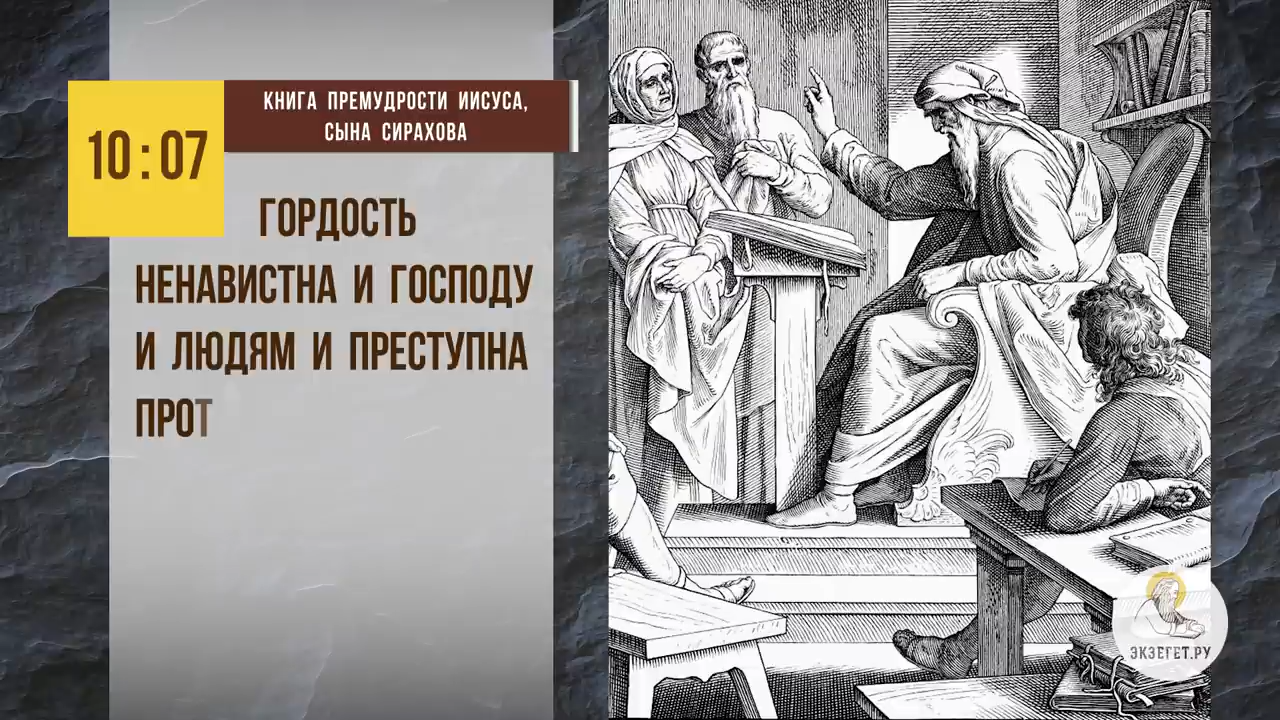 10:07
КНИГА ПРЕМУДРОСТИ ИИСУСА,
СЫНА СИРАХОВА
ГОРДОСТЬ
НЕНАВИСТНА И ГОСПОДУ
И ЛЮДЯМ И ПРЕСТУПНА
ПРОТ
ЭКЗЕГЕТ.РУ